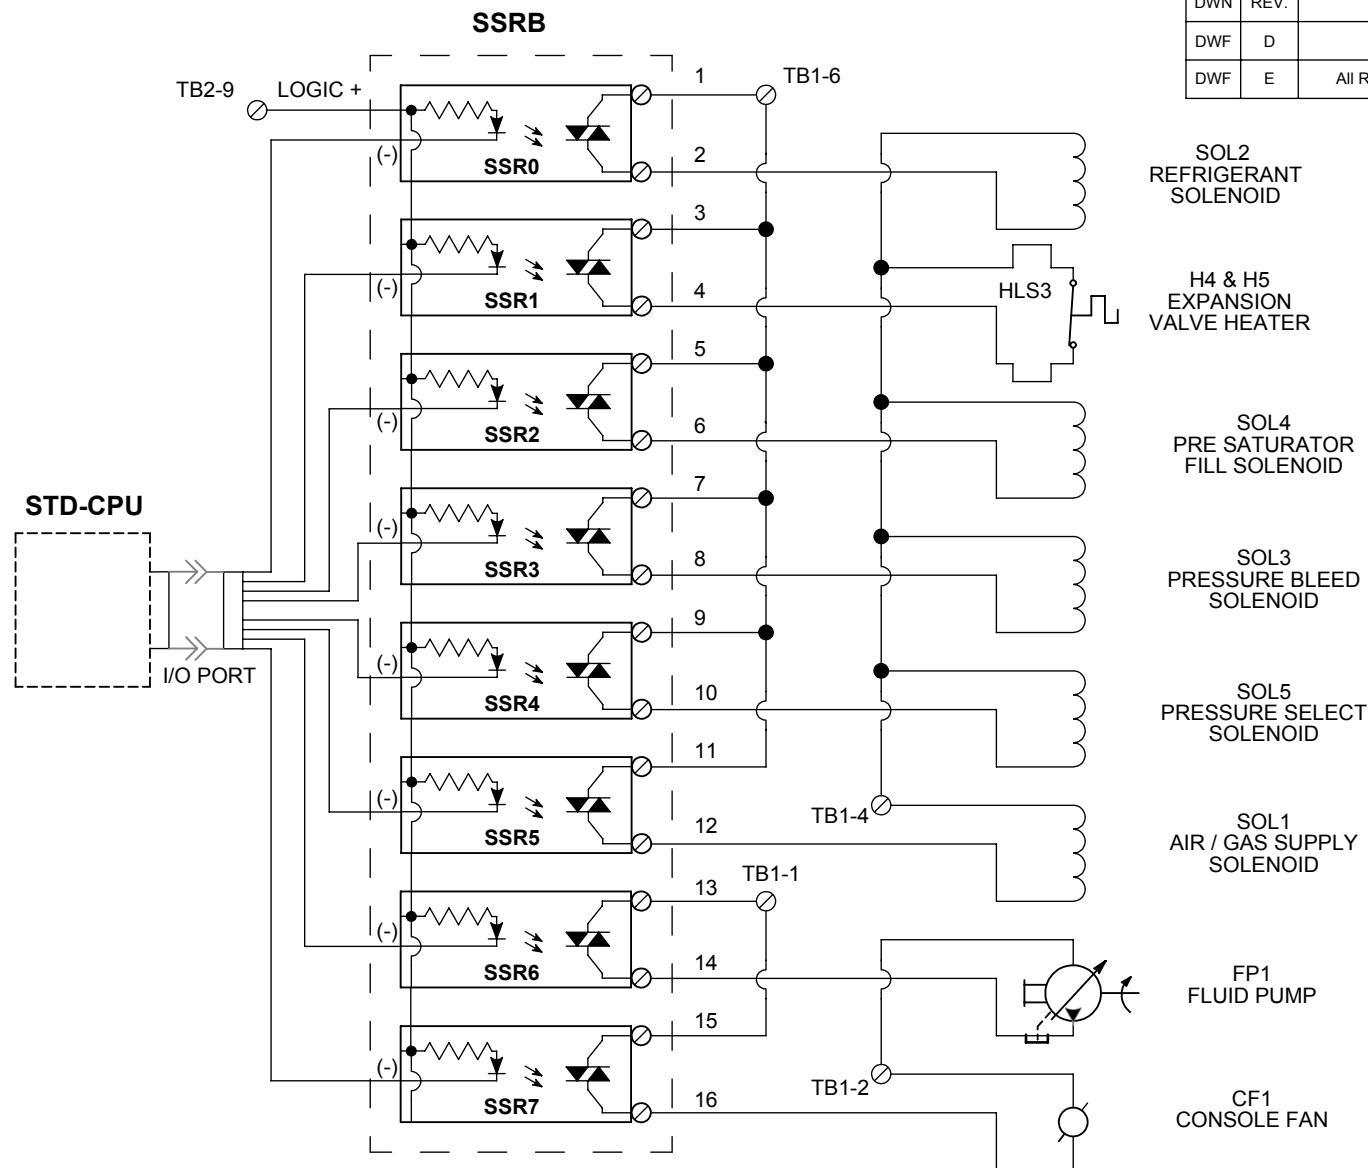 SSRB
DWN REV.
DWF D
DWF E All R
TB2-9 LOGIC +
1 TB1-6
(-) SSR0
2
SOL2
REFRIGERANT
SOLENOID
3
(-) SSR1
4
HLS3
H4 & H5
EXPANSION
VALVE HEATER
5
(-) SSR2
6
SOL4
PRE SATURATOR
FILL SOLENOID
STD-CPU
I/O PORT
7
(-) SSR3
8
SOL3
PRESSURE BLEED
SOLENOID
9
(-) SSR4
10
SOL5
PRESSURE SELECT
SOLENOID
11
(-) SSR5
12
TB1-4
SOL1
AIR / GAS SUPPLY
SOLENOID
13 TB1-1
(-) SSR6
14
FP1
FLUID PUMP
15
(-) SSR7
16
TB1-2
CF1
CONSOLE FAN